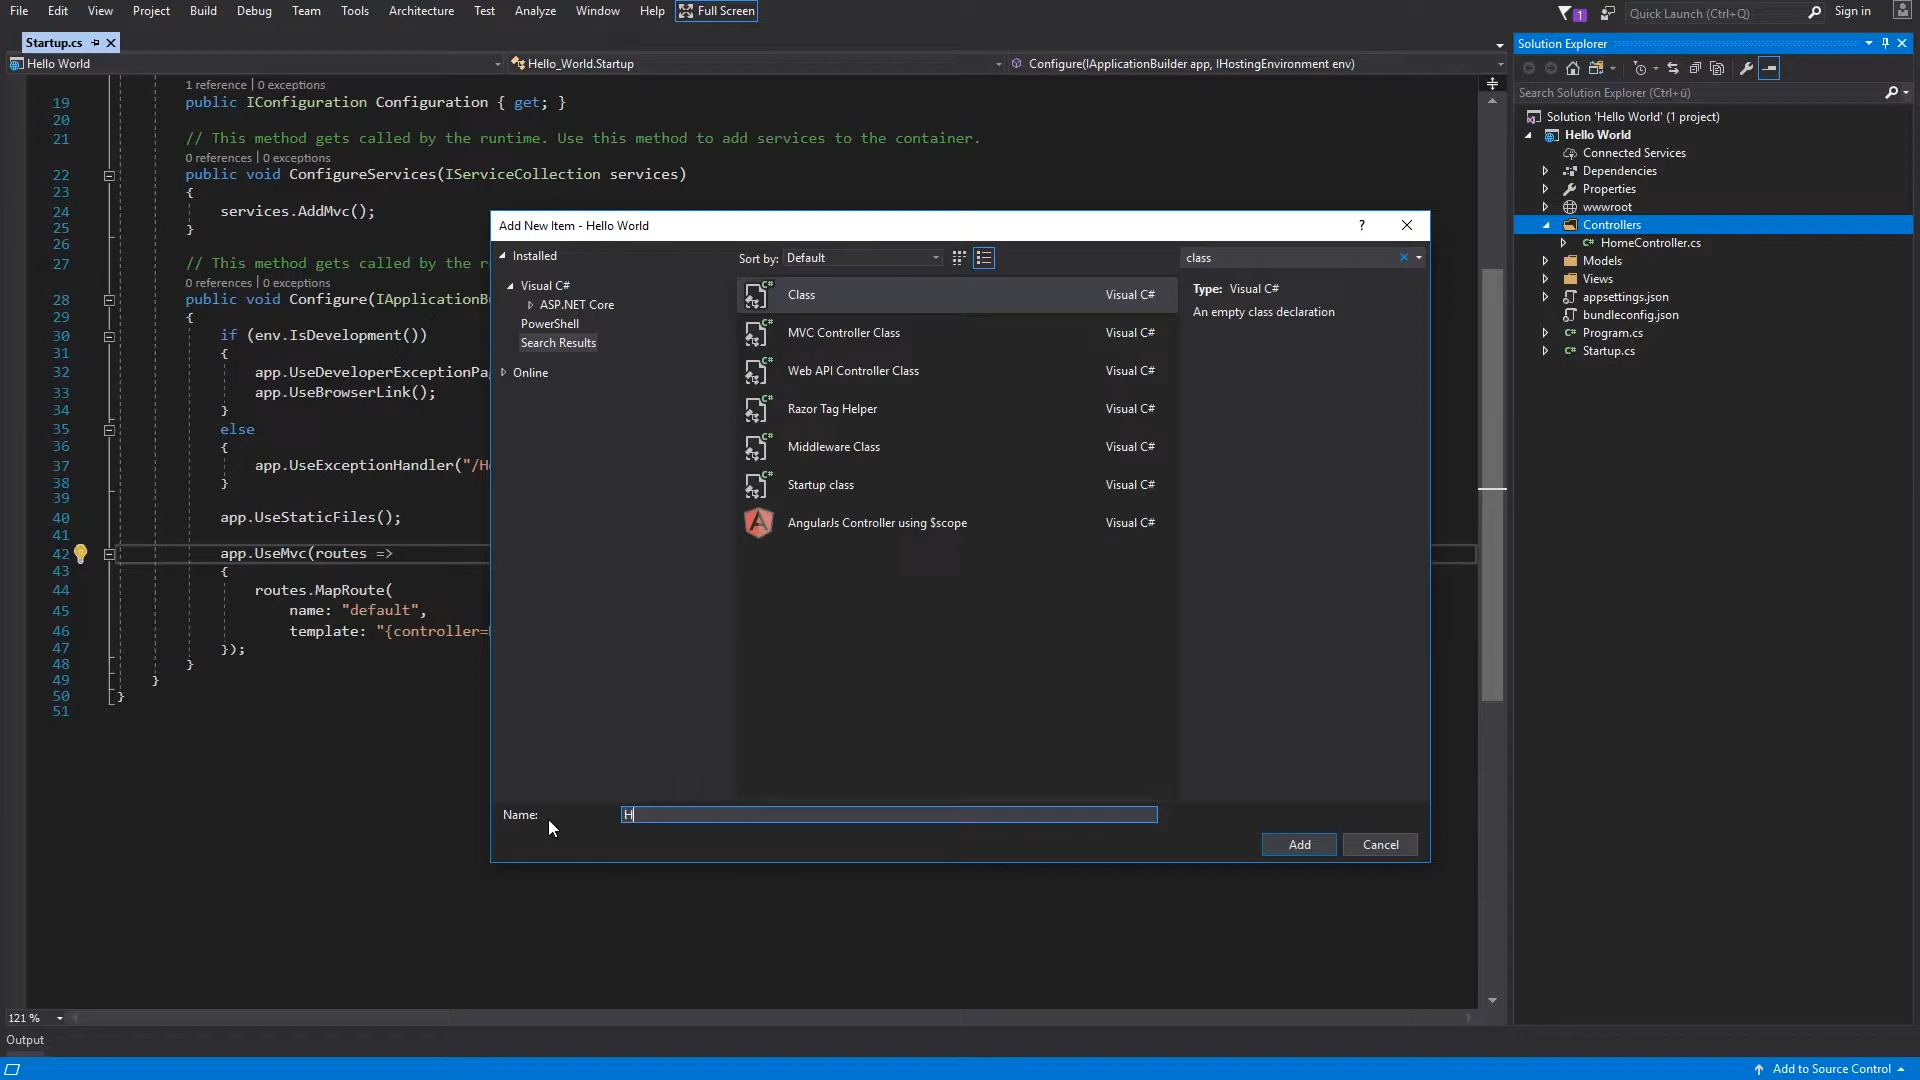 File Edit View Project Build Debug Team Tools Architecture Test Analyze Window Help Full Screen
1 Quick Launch (Ctrl+Q) Sign in
Startup.cs
Hello World Hello_World.Startup Configure(IApplicationBuilder app, IHostingEnvironment env)
1 reference | 0 exceptions
19 public IConfiguration Configuration { get; }
20
21 // This method gets called by the runtime. Use this method to add services to the container.
0 references | 0 exceptions
22 public void ConfigureServices(IServiceCollection services)
23 {
24 services.AddMvc();
25 }
26
27 // This method gets called by the r
0 references | 0 exceptions
28 public void Configure(IApplicationB
29 {
30 if (env.IsDevelopment())
31 {
32 app.UseDeveloperExceptionPa
33 app.UseBrowserLink();
34 }
35 else
36 {
37 app.UseExceptionHandler("/H
38 }
39
40 app.UseStaticFiles();
41
42 app.UseMvc(routes =>
43 {
44 routes.MapRoute(
45 name: "default",
46 template: "{controller=
47 });
48 }
49 }
50 }
51
Add New Item - Hello World ?
Installed
Visual C#
ASP.NET Core
PowerShell
Search Results
Online
Sort by: Default
class
Class Visual C#
MVC Controller Class Visual C#
Web API Controller Class Visual C#
Razor Tag Helper Visual C#
Middleware Class Visual C#
Startup class Visual C#
AngularJs Controller using $scope Visual C#
Type: Visual C#
An empty class declaration
Name: H
Add Cancel
Solution Explorer
Search Solution Explorer (Ctrl+ü)
Solution 'Hello World' (1 project)
Hello World
Connected Services
Dependencies
Properties
wwwroot
Controllers
C# HomeController.cs
Models
Views
appsettings.json
bundleconfig.json
C# Program.cs
C# Startup.cs
121 %
Output
Add to Source Control